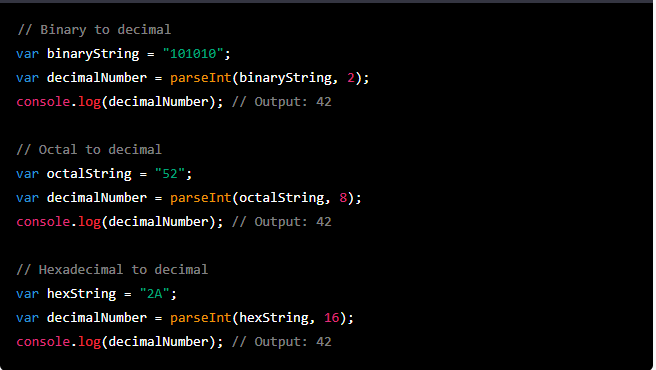 // Binary to decimal
var binaryString = "101010";
var decimalNumber = parseInt(binaryString, 2);
console.log(decimalNumber); // Output: 42
// Octal to decimal
var octalString = "52";
var decimalNumber = parseInt(octalString, 8);
console.log(decimalNumber); // Output: 42
// Hexadecimal to decimal
var hexString = "2A";
var decimalNumber = parseInt(hexString, 16);
console.log(decimalNumber); // Output: 42